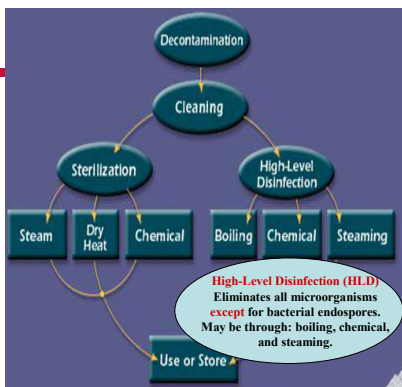 Decontamination
Cleaning
Sterilization
High-Level
Disinfection
Steam
Dry
Heat
Chemical
Boiling
Chemical
Steaming
High-Level Disinfection (HLD)
Eliminates all microorganisms
except for bacterial endospores.
May be through: boiling, chemical,
and steaming.
Use or Store